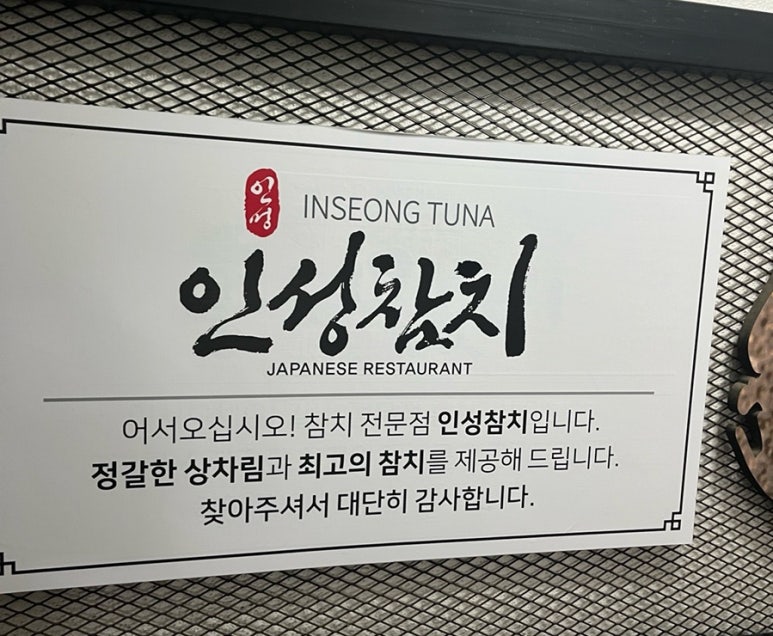 인성
INSEONG TUNA
인성참치
JAPANESE RESTAURANT
어서오십시오! 참치 전문점 인성참치입니다.
정갈한 상차림과 최고의 참치를 제공해 드립니다.
찾아주셔서 대단히 감사합니다.